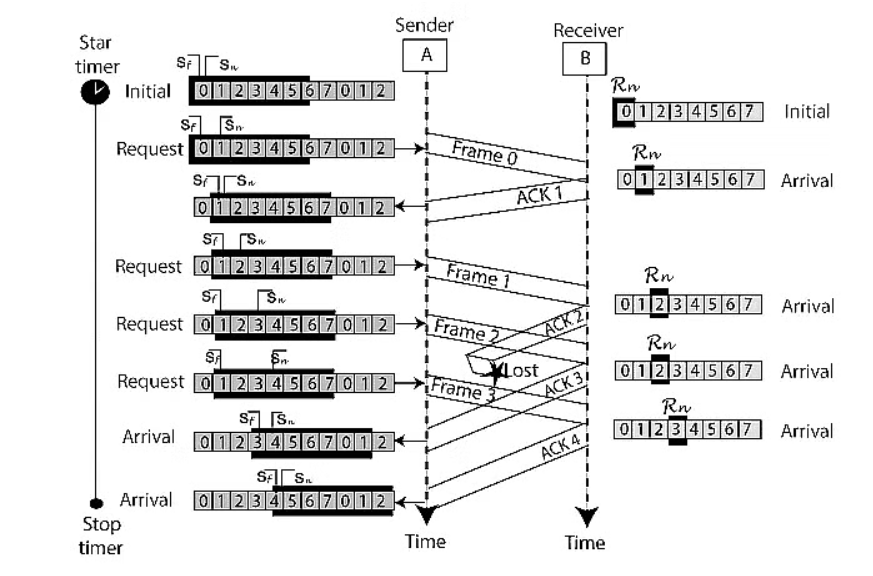 Sender
Receiver
Star
timer
A
B
Sf Sn
Initial
0 1 2 3 4 5 6 7 0 1 2
Rn
0 1 2 3 4 5 6 7
Initial
Sf Sn
Request
0 1 2 3 4 5 6 7 0 1 2
Frame 0
Rn
0 1 2 3 4 5 6 7
Arrival
Sf Sn
0 1 2 3 4 5 6 7 0 1 2
ACK 1
Sf Sn
Request
0 1 2 3 4 5 6 7 0 1 2
Frame 1
Rn
0 1 2 3 4 5 6 7
Arrival
Sf Sn
Request
0 1 2 3 4 5 6 7 0 1 2
Frame 2
ACK 2
Lost
Rn
0 1 2 3 4 5 6 7
Arrival
Sf Sn
Request
0 1 2 3 4 5 6 7 0 1 2
Frame 3
ACK 3
Rn
0 1 2 3 4 5 6 7
Arrival
Sf Sn
Arrival
0 1 2 3 4 5 6 7 0 1 2
ACK 4
Sf Sn
Arrival
0 1 2 3 4 5 6 7 0 1 2
Stop
timer
Time
Time